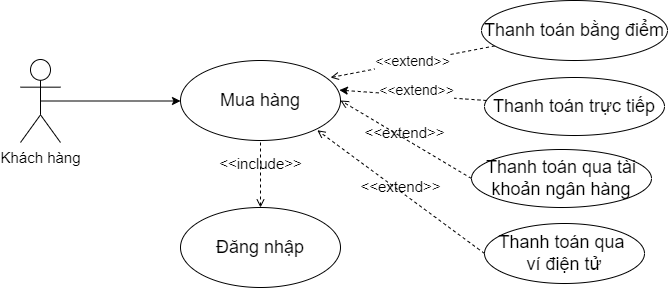 Thanh toán bằng điểm
<<extend>>
Mua hàng
<<extend>>
Thanh toán trực tiếp
<<extend>>
Khách hàng
<<include>>
Thanh toán qua tài
khoản ngân hàng
<<extend>>
Đăng nhập
Thanh toán qua
ví điện tử